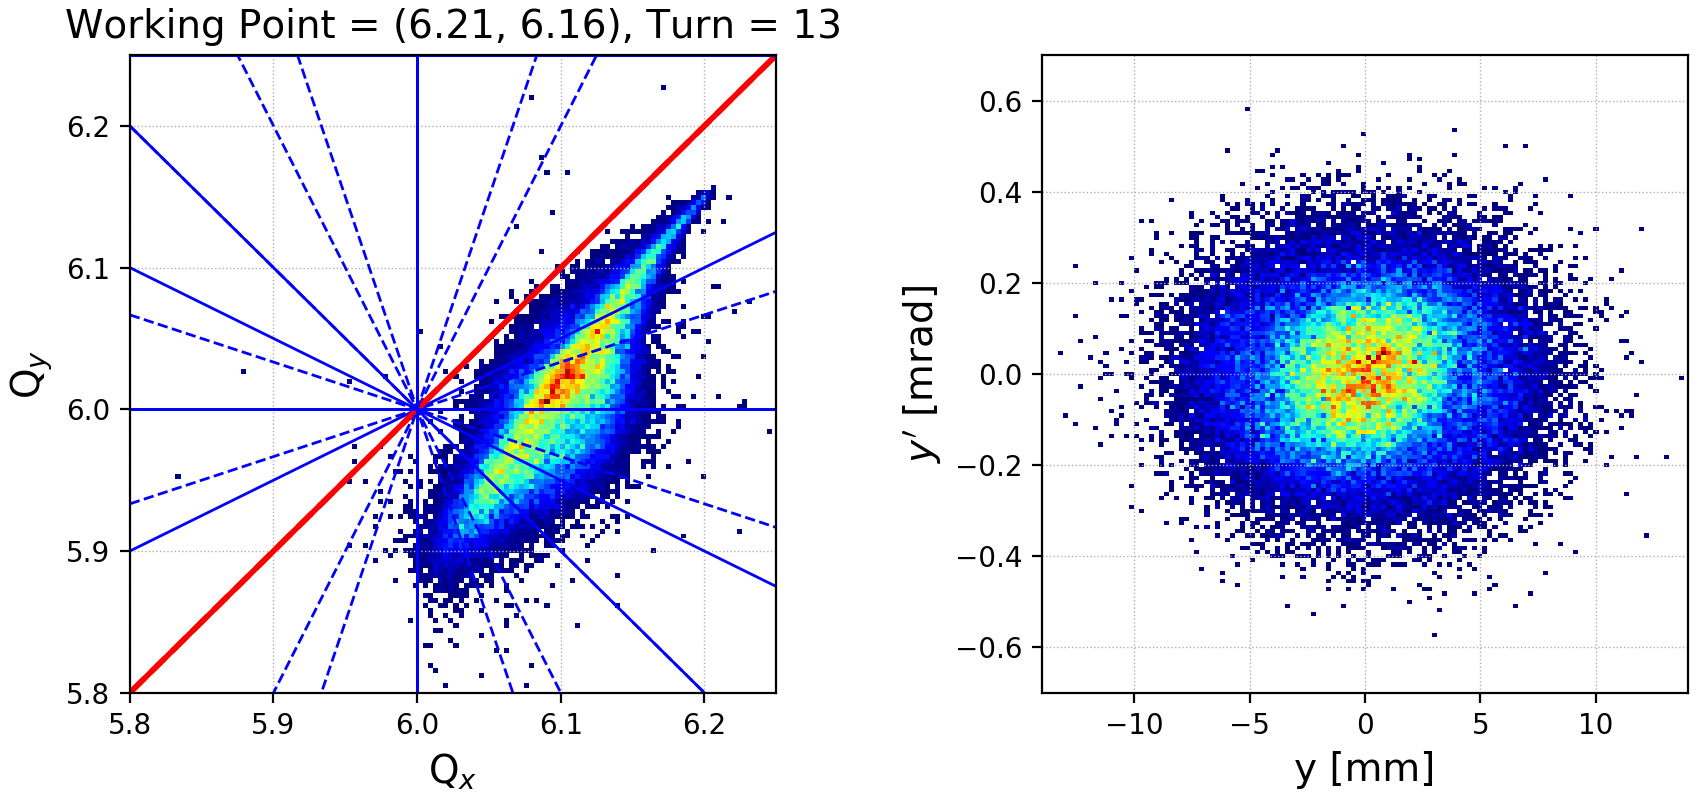 Working Point = (6.21, 6.16), Turn = 13
6.2
6.1
6.0
5.9
5.8
Q_y
5.8 5.9 6.0 6.1 6.2
Q_x
0.6
0.4
0.2
0.0
−0.2
−0.4
−0.6
y′ [mrad]
−10 −5 0 5 10
y [mm]